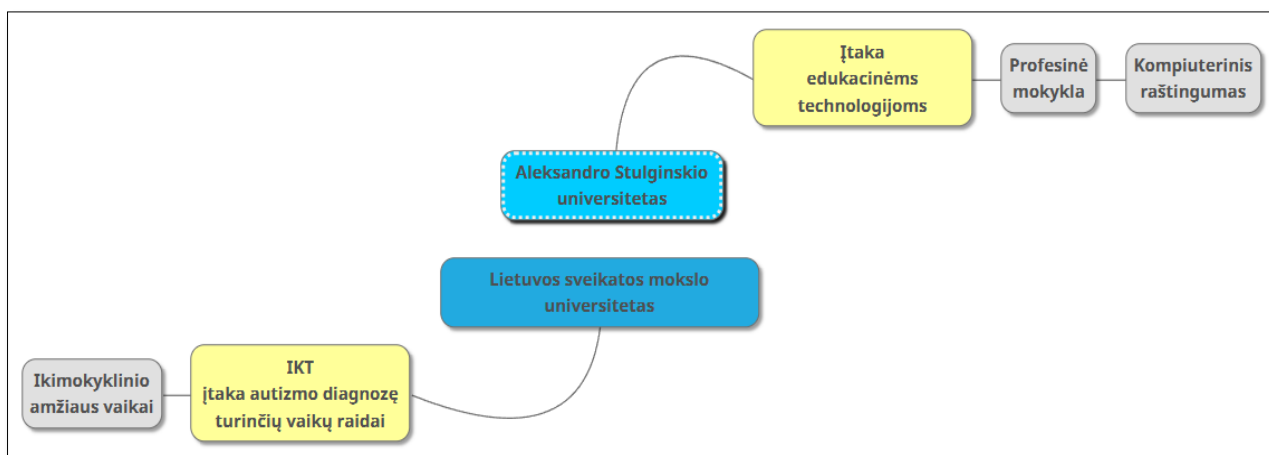 Įtaka
edukacinėms
technologijoms
Profesinė
mokykla
Kompiuterinis
raštingumas
Aleksandro Stulginskio
universitetas
Lietuvos sveikatos mokslo
universitetas
IKT
įtaka autizmo diagnozę
turinčių vaikų raidai
Ikimokyklinio
amžiaus vaikai